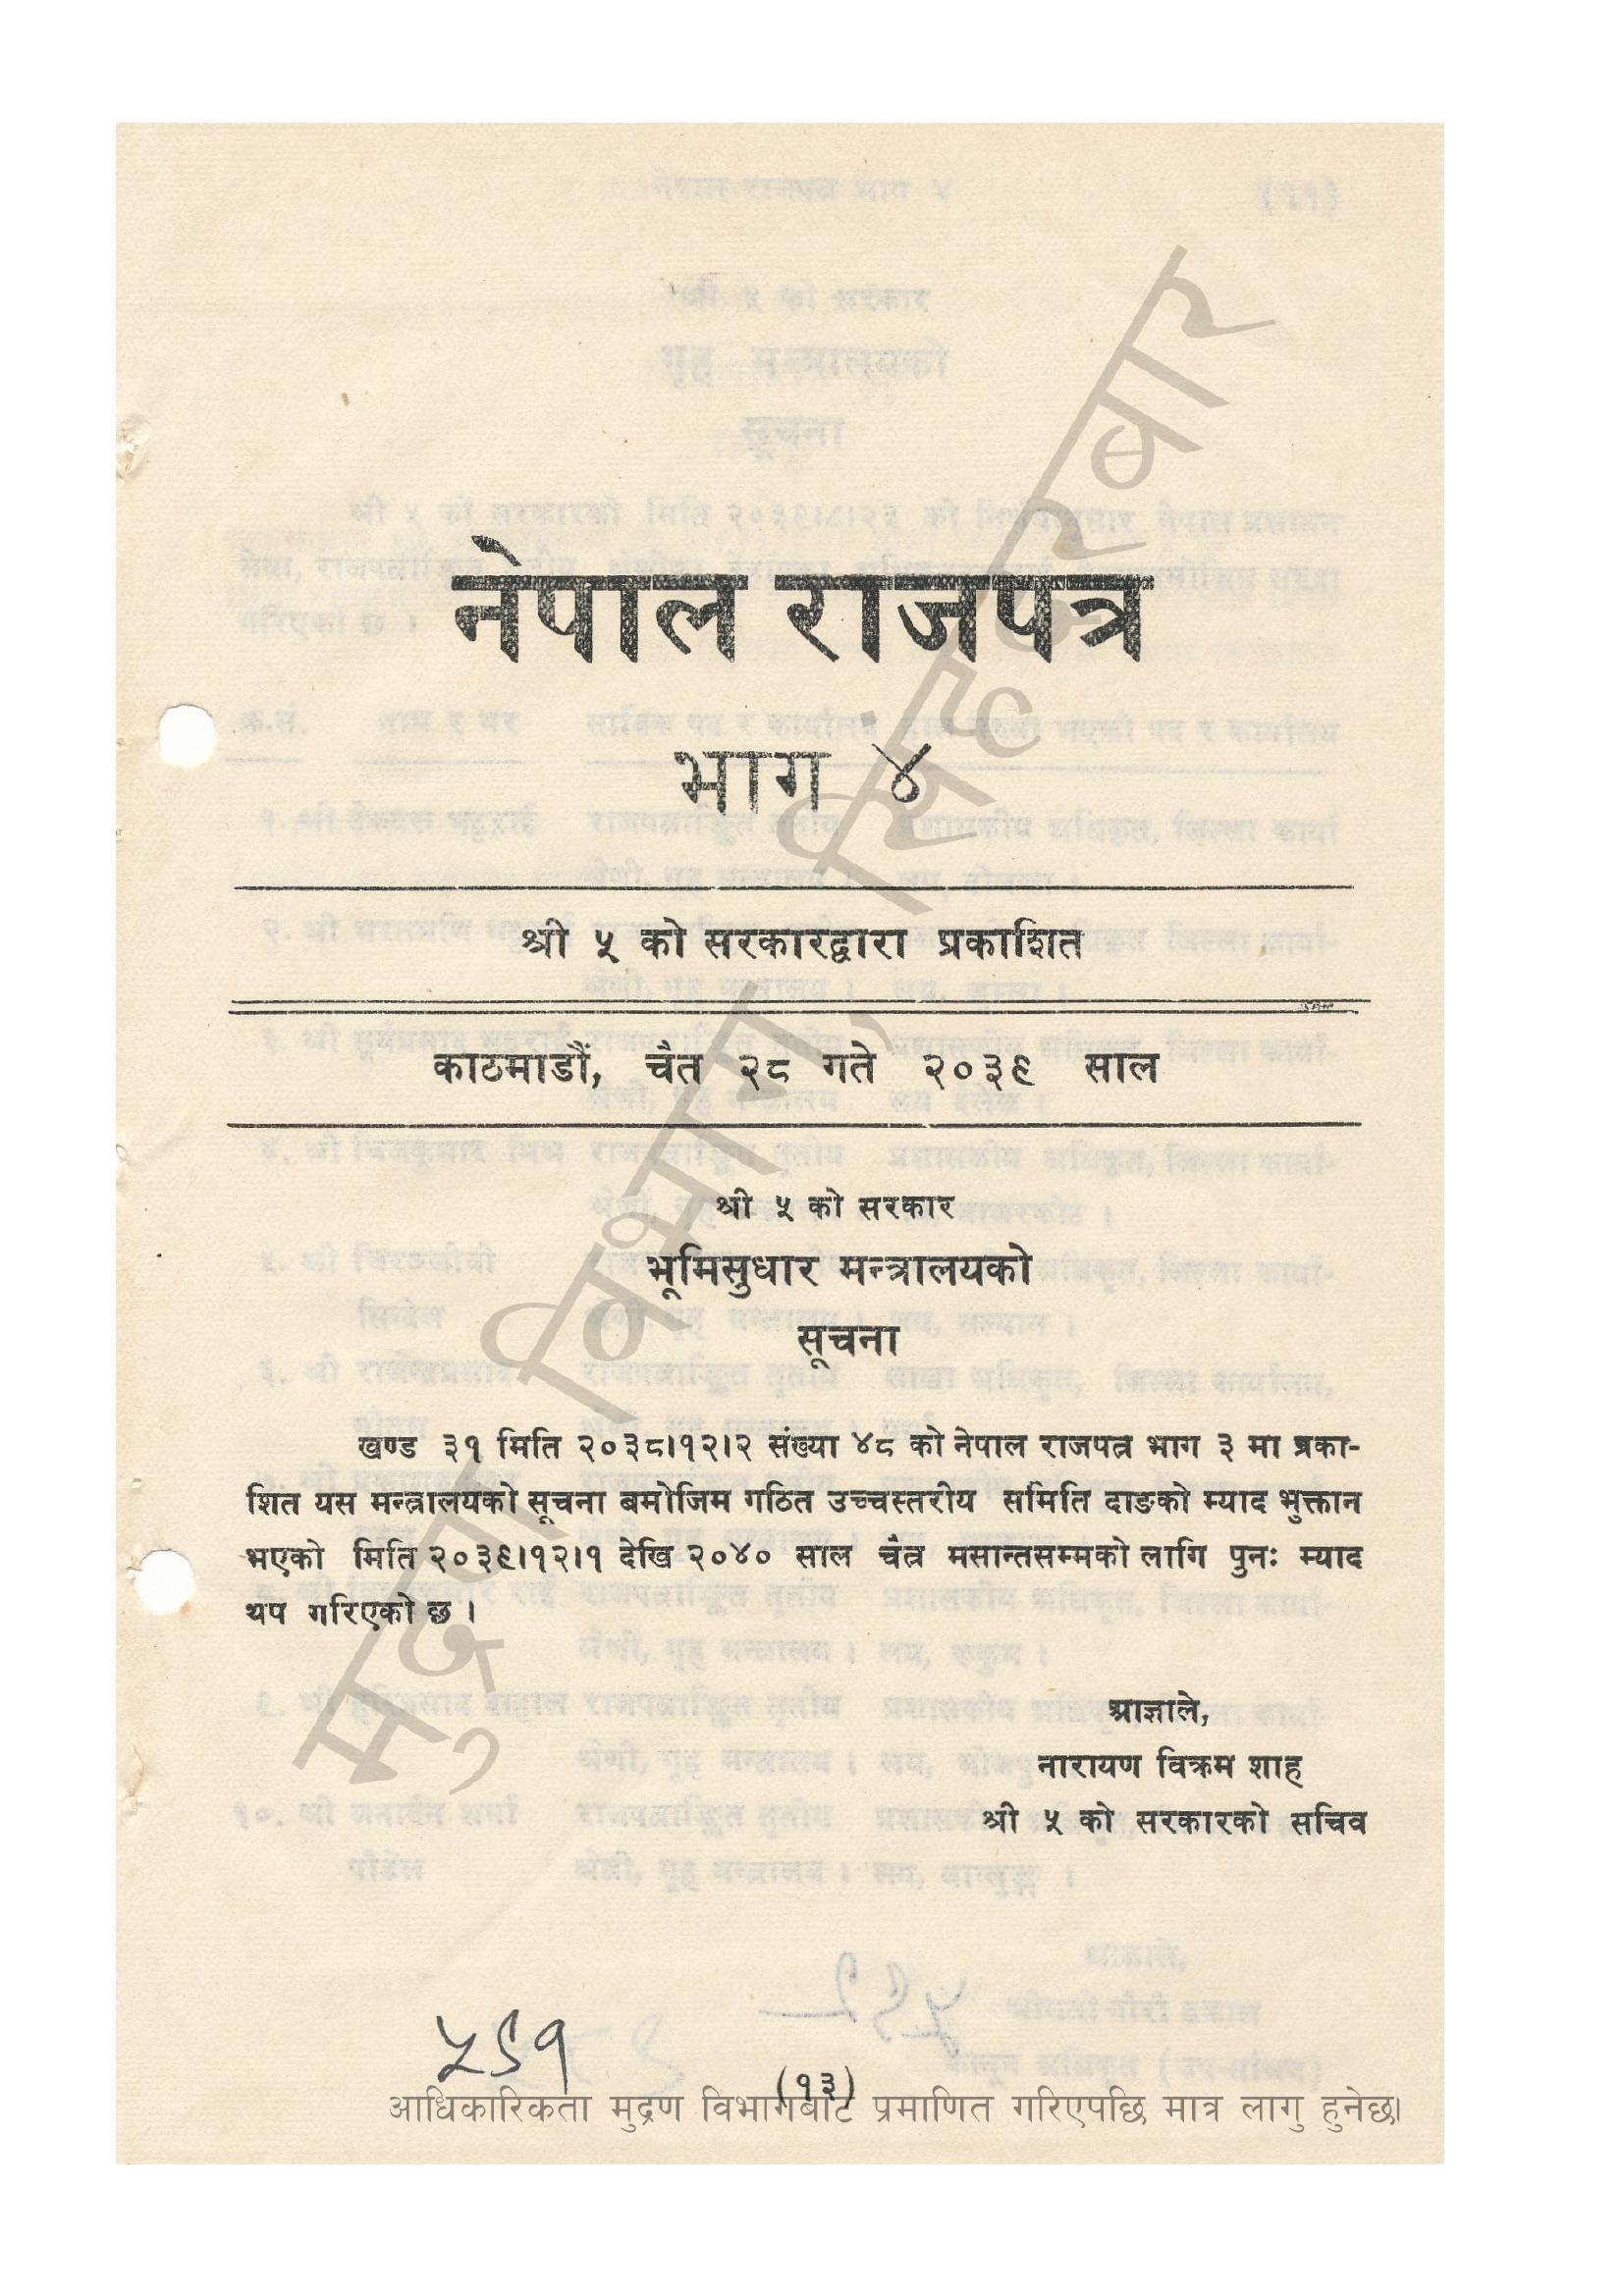 नेपाल राजपत्र
भाग ४
श्री ५ को सरकारद्वारा प्रकाशित
काठमाडौं, चैत २८ गते २०३९ साल
श्री ५ को सरकार
भूमिसुधार मन्त्रालयको
सूचना
खण्ड ३१ मिति २०३८।१२।२ संख्या ४८ को नेपाल राजपत्र भाग ३ मा प्रका-
शित यस मन्त्रालयको सूचना बमोजिम गठित उच्चस्तरीय समिति दाङको म्याद भुक्तान
भएको मिति २०३९।१२।१ देखि २०४० साल चैत्र मसान्तसम्मको लागि पुनः म्याद
थप गरिएको छ ।
आज्ञाले,
नारायण विक्रम शाह
श्री ५ को सरकारको सचिव
५९१
(१३)
आधिकारिकता मुद्रण विभागबाट प्रमाणित गरिएपछि मात्र लागु हुनेछ।
मुद्रण विभाग, सिंहदरबार